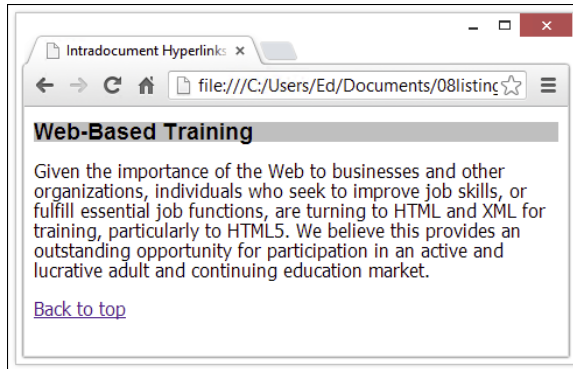 Intradocument Hyperlinks
file:///C:/Users/Ed/Documents/08listing
Web-Based Training
Given the importance of the Web to businesses and other
organizations, individuals who seek to improve job skills, or
fulfill essential job functions, are turning to HTML and XML for
training, particularly to HTML5. We believe this provides an
outstanding opportunity for participation in an active and
lucrative adult and continuing education market.
Back to top